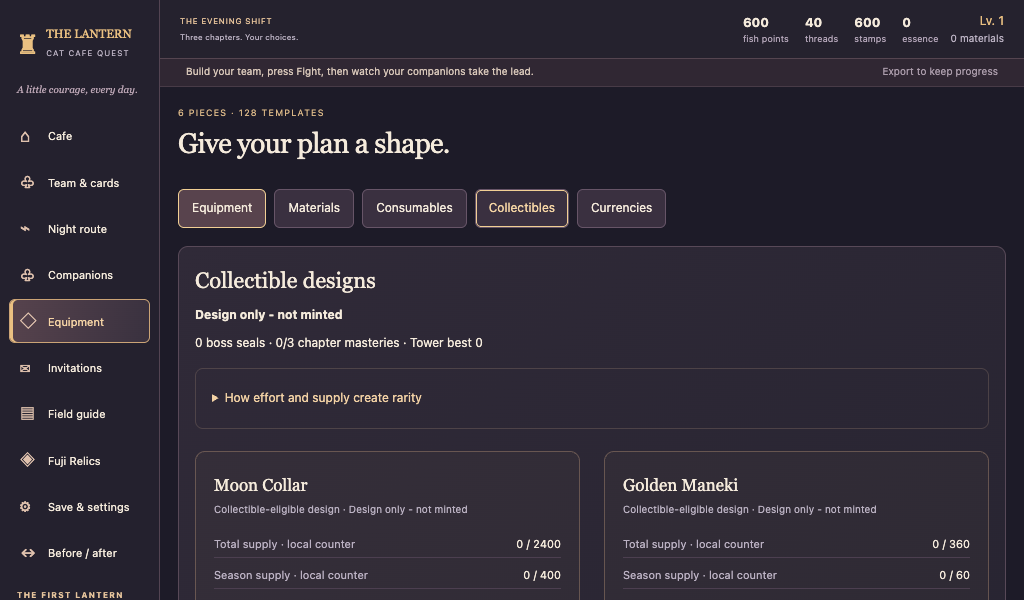 THE LANTERN
CAT CAFE QUEST
A little courage, every day.
Cafe
Team & cards
Night route
Companions
Equipment
Invitations
Field guide
Fuji Relics
Save & settings
Before / after
THE FIRST LANTERN
THE EVENING SHIFT
Three chapters. Your choices.
600 fish points
40 threads
600 stamps
0 essence
Lv. 1
0 materials
Build your team, press Fight, then watch your companions take the lead.
Export to keep progress
6 PIECES · 128 TEMPLATES
Give your plan a shape.
Equipment
Materials
Consumables
Collectibles
Currencies
Collectible designs
Design only - not minted
0 boss seals · 0/3 chapter masteries · Tower best 0
How effort and supply create rarity
Moon Collar
Collectible-eligible design · Design only - not minted
Total supply · local counter 0 / 2400
Season supply · local counter 0 / 400
Golden Maneki
Collectible-eligible design · Design only - not minted
Total supply · local counter 0 / 360
Season supply · local counter 0 / 60